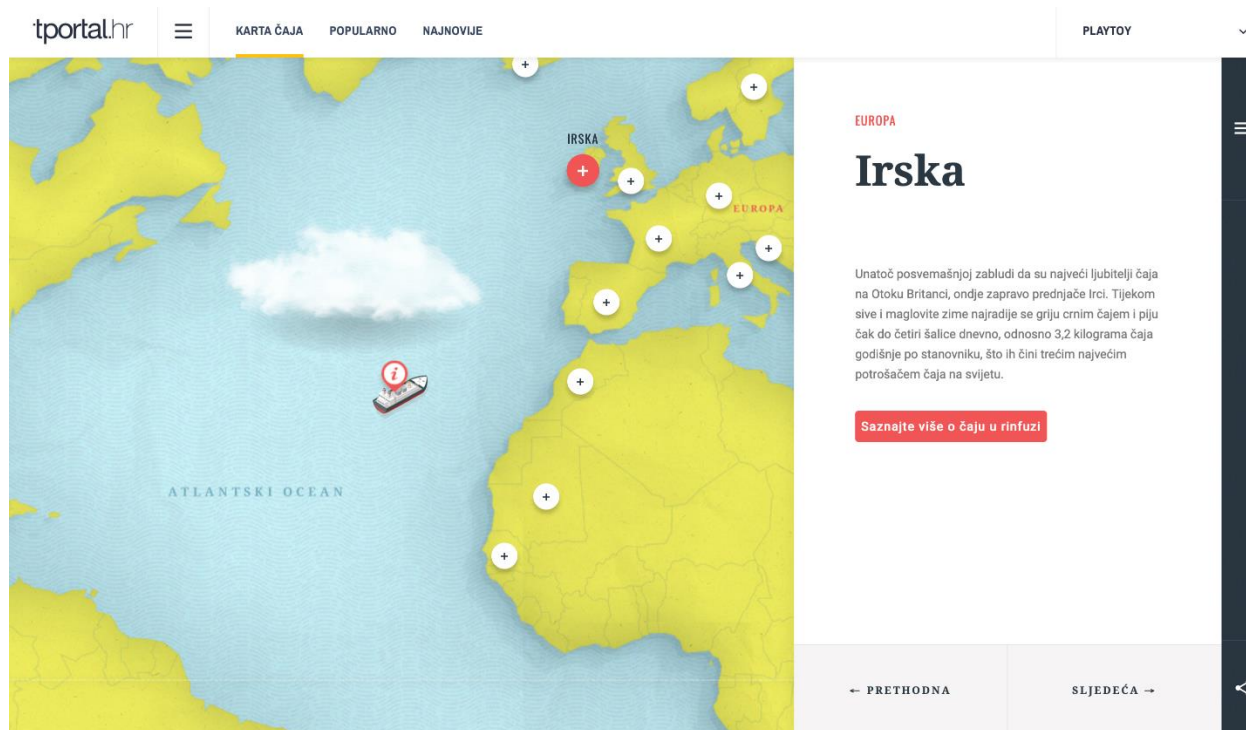 tportal.hr
KARTA ČAJA
POPULARNO
NAJNOVIJE
PLAYTOY
IRSKA
EUROPA
ATLANTSKI OCEAN
EUROPA
Irska
Unatoč posvemašnjoj zabludi da su najveći ljubitelji čaja
na Otoku Britanci, ondje zapravo prednjače Irci. Tijekom
sive i maglovite zime najradije se griju crnim čajem i piju
čak do četiri šalice dnevno, odnosno 3,2 kilograma čaja
godišnje po stanovniku, što ih čini trećim najvećim
potrošačem čaja na svijetu.
Saznajte više o čaju u rinfuzi
← PRETHODNA
SLJEDEĆA →